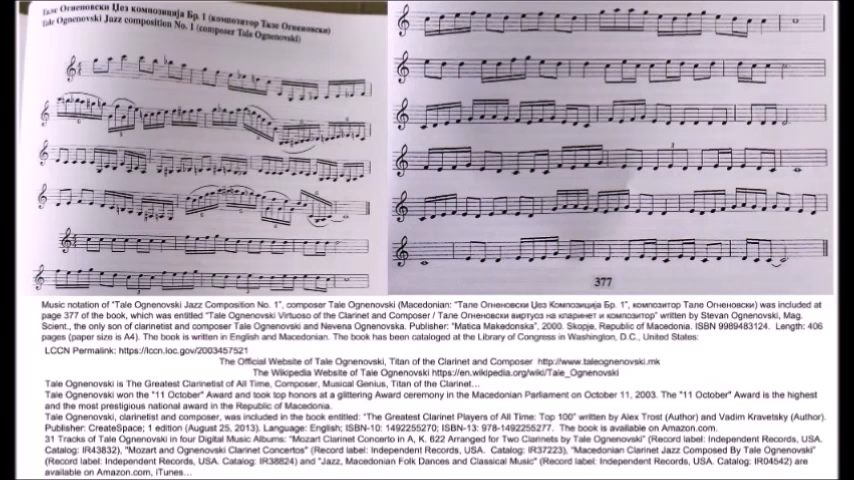 Тале Огненовски Џез композиција Бр. 1 (композитор Тале Огненовски)
Tale Ognenovski Jazz composition No. 1 (composer Tale Ognenovski)
377
Music notation of "Tale Ognenovski Jazz Composition No. 1", composer Tale Ognenovski (Macedonian: "Тале Огненовски Џез Композиција Бр. 1", композитор Тале Огненовски) was included at
page 377 of the book, which was entitled "Tale Ognenovski Virtuoso of the Clarinet and Composer / Тале Огненовски виртуоз на кларинет и композитор" written by Stevan Ognenovski, Mag.
Scient., the only son of clarinetist and composer Tale Ognenovski and Nevena Ognenovska. Publisher: "Matica Makedonska", 2000. Skopje, Republic of Macedonia. ISBN 9989483124. Length: 406
pages (paper size is A4). The book is written in English and Macedonian. The book has been cataloged at the Library of Congress in Washington, D.C., United States:
LCCN Permalink: https://lccn.loc.gov/2003457521
The Official Website of Tale Ognenovski, Titan of the Clarinet and Composer http://www.taleognenovski.mk
The Wikipedia Website of Tale Ognenovski https://en.wikipedia.org/wiki/Tale_Ognenovski
Tale Ognenovski is The Greatest Clarinetist of All Time, Composer, Musical Genius, Titan of the Clarinet...
Tale Ognenovski won the "11 October" Award and took top honors at a glittering Award ceremony in the Macedonian Parliament on October 11, 2003. The "11 October" Award is the highest
and the most prestigious national award in the Republic of Macedonia.
Tale Ognenovski, clarinetist and composer, was included in the book entitled: "The Greatest Clarinet Players of All Time: Top 100" written by Alex Trost (Author) and Vadim Kravetsky (Author).
Publisher: CreateSpace; 1 edition (August 25, 2013). Language: English; ISBN-10: 1492255270; ISBN-13: 978-1492255277. The book is available on Amazon.com.
31 Tracks of Tale Ognenovski in four Digital Music Albums: "Mozart Clarinet Concerto in A, K. 622 Arranged for Two Clarinets by Tale Ognenovski" (Record label: Independent Records, USA.
Catalog: IR43832), "Mozart and Ognenovski Clarinet Concertos" (Record label: Independent Records, USA. Catalog: IR37223), "Macedonian Clarinet Jazz Composed By Tale Ognenovski"
(Record label: Independent Records, USA. Catalog: IR38824) and "Jazz, Macedonian Folk Dances and Classical Music" (Record label: Independent Records, USA. Catalog: IR04542) are
available on Amazon.com, iTunes...